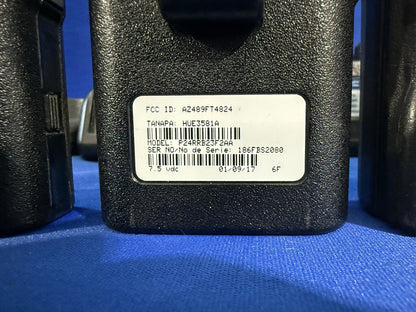 FCC ID: AZ489FT4824
TANAPA: HUE3581A
MODEL: P24RRB23F2AA
SER NO/No de Serie: 186FBS2080
7.5 vdc 01/09/17 6F